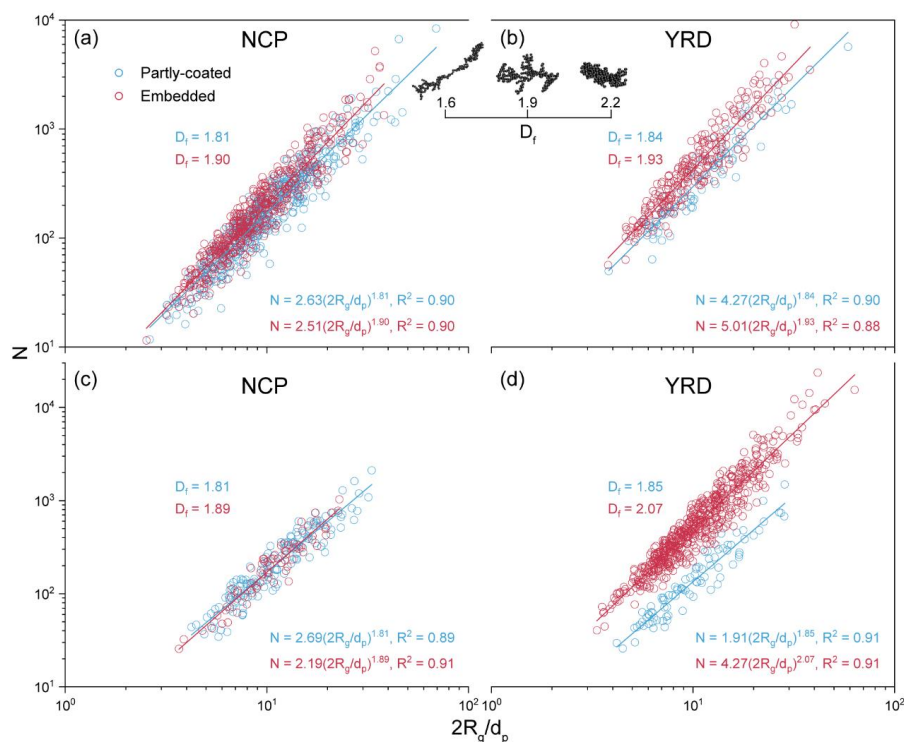 (a)
NCP
Partly-coated
Embedded
D_f = 1.81
D_f = 1.90
N = 2.63(2R_g/d_p)^1.81, R^2 = 0.90
N = 2.51(2R_g/d_p)^1.90, R^2 = 0.90
10^4
10^3
10^2
10^1
(b)
YRD
1.6 1.9 2.2
D_f
D_f = 1.84
D_f = 1.93
N = 4.27(2R_g/d_p)^1.84, R^2 = 0.90
N = 5.01(2R_g/d_p)^1.93, R^2 = 0.88
N
(c)
NCP
D_f = 1.81
D_f = 1.89
N = 2.69(2R_g/d_p)^1.81, R^2 = 0.89
N = 2.19(2R_g/d_p)^1.89, R^2 = 0.91
10^4
10^3
10^2
10^1
10^0 10^1 10^2
(d)
YRD
D_f = 1.85
D_f = 2.07
N = 1.91(2R_g/d_p)^1.85, R^2 = 0.91
N = 4.27(2R_g/d_p)^2.07, R^2 = 0.91
10^0 10^1 10^2
2R_g/d_p